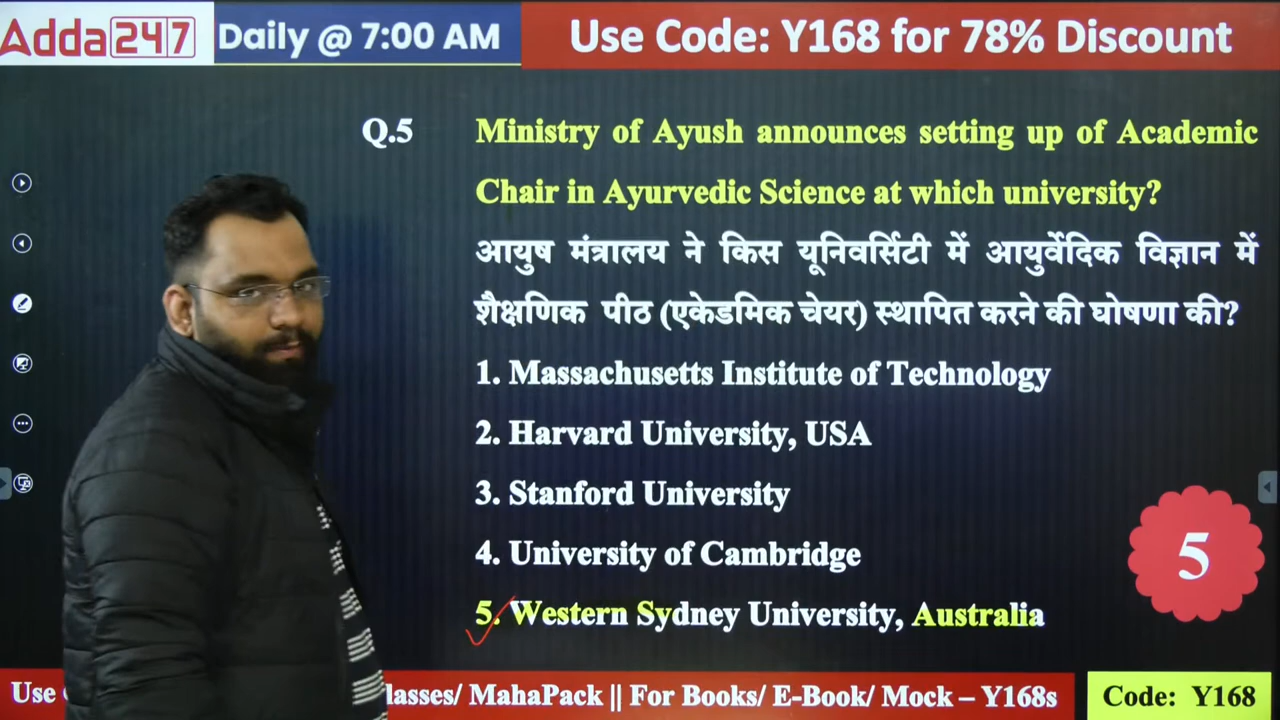 Adda247 Daily @ 7:00 AM Use Code: Y168 for 78% Discount
Q.5 Ministry of Ayush announces setting up of Academic
Chair in Ayurvedic Science at which university?
आयुष मंत्रालय ने किस यूनिवर्सिटी में आयुर्वेदिक विज्ञान में
शैक्षणिक पीठ (एकेडमिक चेयर) स्थापित करने की घोषणा की?
1. Massachusetts Institute of Technology
2. Harvard University, USA
3. Stanford University
4. University of Cambridge
5. Western Sydney University, Australia
5
Use lasses/ MahaPack || For Books/ E-Book/ Mock – Y168s Code: Y168